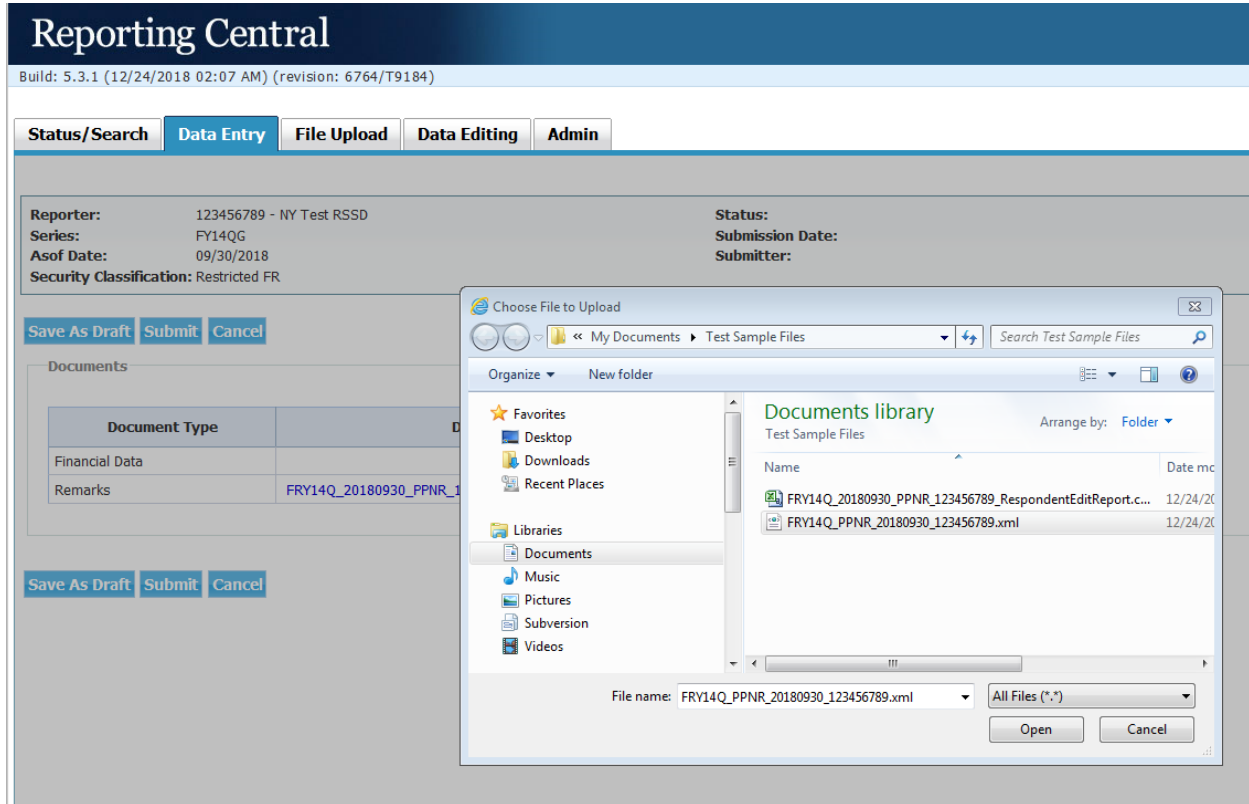 Reporting Central
Build: 5.3.1 (12/24/2018 02:07 AM) (revision: 6764/T9184)
Status/Search Data Entry File Upload Data Editing Admin
Reporter: 123456789 - NY Test RSSD Status:
Series: FY14QG Submission Date:
Asof Date: 09/30/2018 Submitter:
Security Classification: Restricted FR
Save As Draft Submit Cancel
Documents
Document Type D
Financial Data
Remarks FRY14Q_20180930_PPNR_1
Save As Draft Submit Cancel
Choose File to Upload
« My Documents Test Sample Files Search Test Sample Files
Organize New folder
Favorites
Desktop
Downloads
Recent Places
Libraries
Documents
Music
Pictures
Subversion
Videos
Documents library
Test Sample Files
Arrange by: Folder
Name Date mo
FRY14Q_20180930_PPNR_123456789_RespondentEditReport.c... 12/24/20
FRY14Q_PPNR_20180930_123456789.xml 12/24/20
File name: FRY14Q_PPNR_20180930_123456789.xml All Files (*.*)
Open Cancel